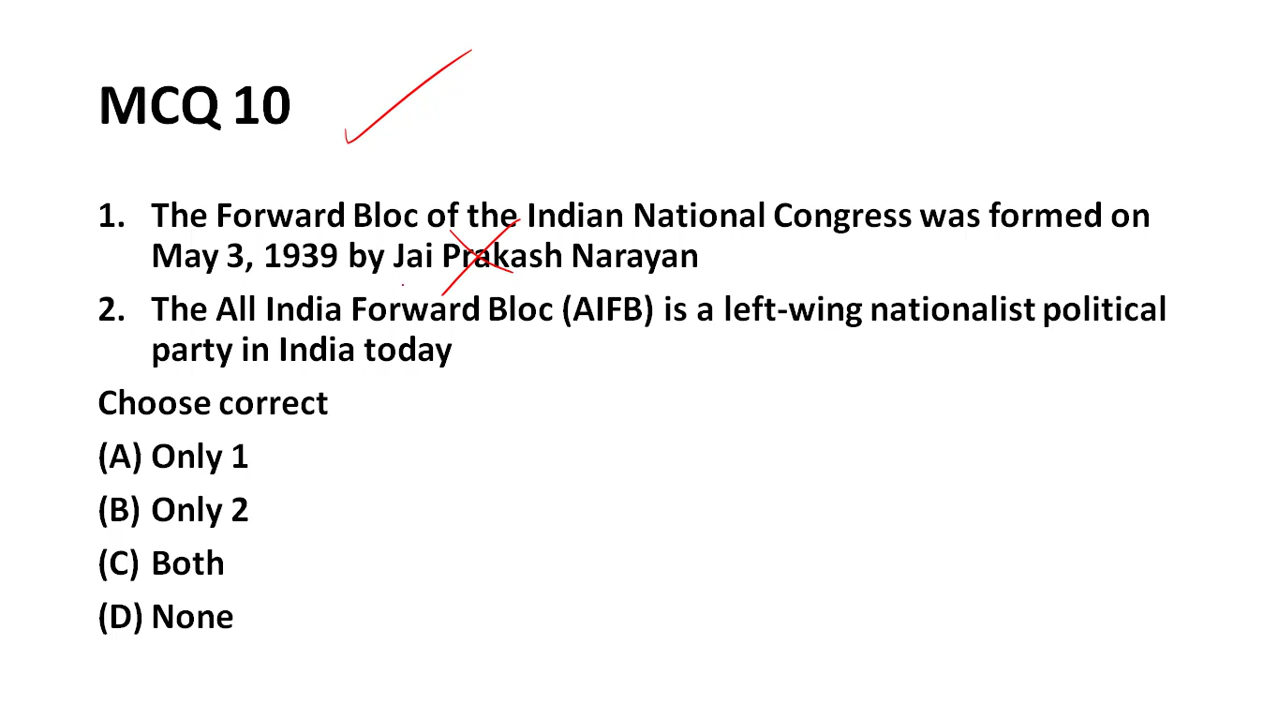 MCQ 10
1. The Forward Bloc of the Indian National Congress was formed on
May 3, 1939 by Jai Prakash Narayan
2. The All India Forward Bloc (AIFB) is a left-wing nationalist political
party in India today
Choose correct
(A) Only 1
(B) Only 2
(C) Both
(D) None